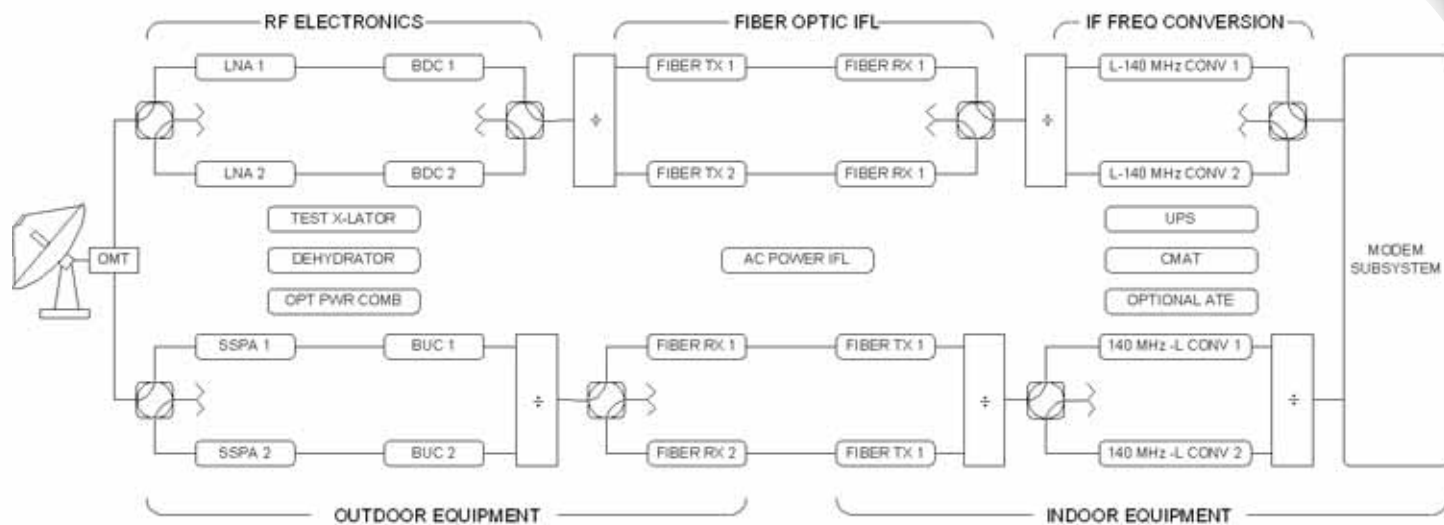 RF ELECTRONICS FIBER OPTIC IFL IF FREQ CONVERSION
LNA 1 BDC 1 FIBER TX 1 FIBER RX 1 L-140 MHz CONV 1
÷ ÷
LNA 2 BDC 2 FIBER TX 2 FIBER RX 1 L-140 MHz CONV 2
TEST X-LATOR UPS
OMT DEHYDRATOR AC POWER IFL CMAT MODEM
SUBSYSTEM
OPT PWR COMB OPTIONAL ATE
SSPA 1 BUC 1 FIBER RX 1 FIBER TX 1 140 MHz -L CONV 1
÷ ÷ ÷
SSPA 2 BUC 2 FIBER RX 2 FIBER TX 1 140 MHz -L CONV 2
OUTDOOR EQUIPMENT INDOOR EQUIPMENT